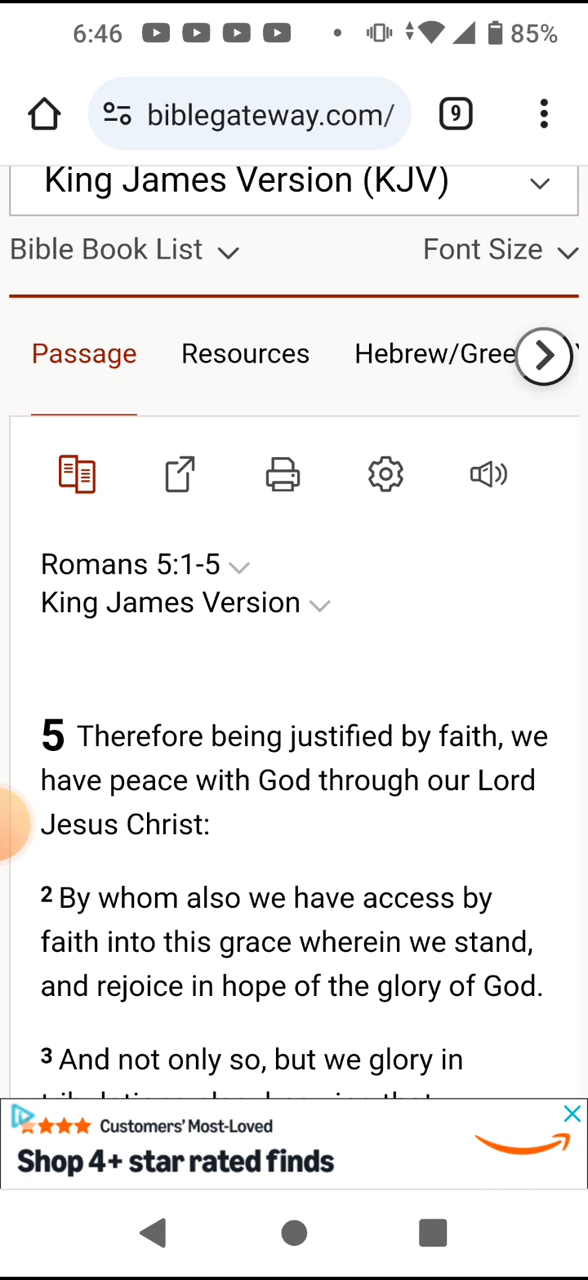 6:46 85%
biblegateway.com/ 9
King James Version (KJV)
Bible Book List Font Size
Passage Resources Hebrew/Gree
Romans 5:1-5
King James Version
5 Therefore being justified by faith, we
have peace with God through our Lord
Jesus Christ:
2 By whom also we have access by
faith into this grace wherein we stand,
and rejoice in hope of the glory of God.
3 And not only so, but we glory in
Customers' Most-Loved
Shop 4+ star rated finds